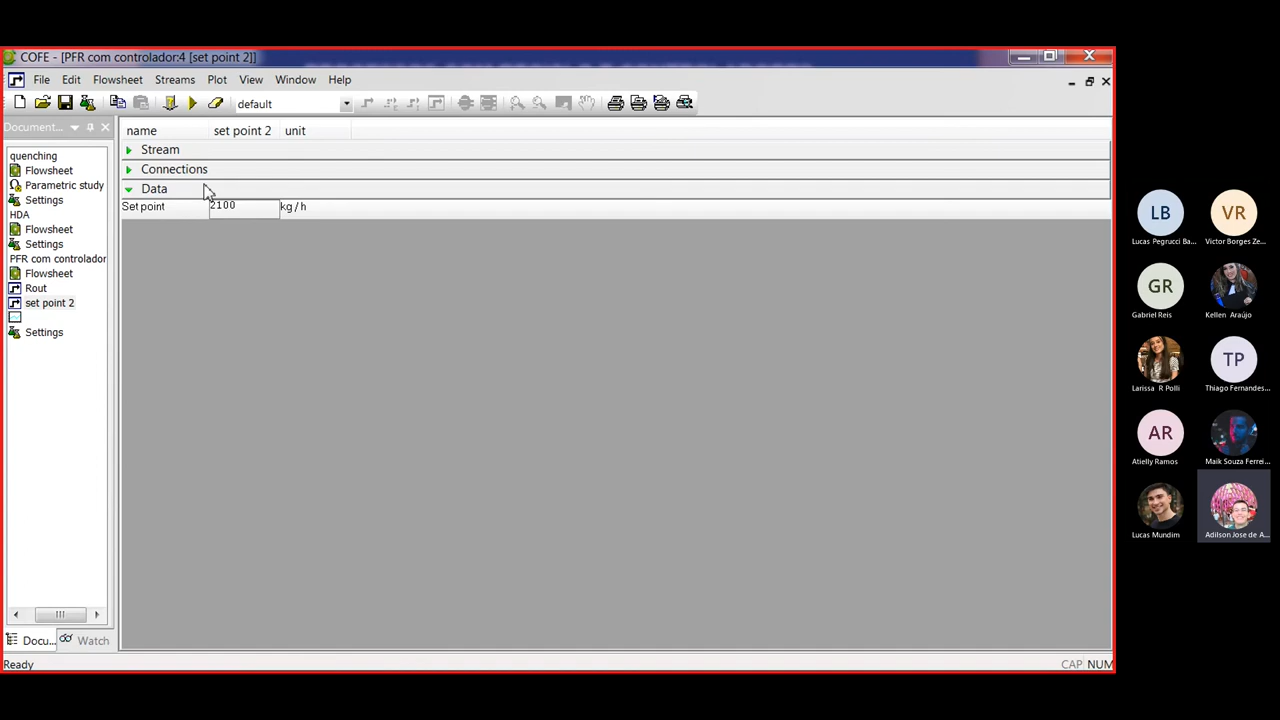 COFE - [PFR com controlador:4 [set point 2]]
File Edit Flowsheet Streams Plot View Window Help
default
Document...
quenching
Flowsheet
Parametric study
Settings
HDA
Flowsheet
Settings
PFR com controlador
Flowsheet
Rout
set point 2
Settings
Docu... Watch
name set point 2 unit
Stream
Connections
Data
Set point 2100 kg / h
Ready CAP NUM
LB VR
Lucas Pegrucci Ba... Victor Borges Ze...
GR
Gabriel Reis Kellen Araújo
TP
Larissa R Polli Thiago Fernandes...
AR
Atielly Ramos Maik Souza Ferrei...
Lucas Mundim Adilson Jose de A...